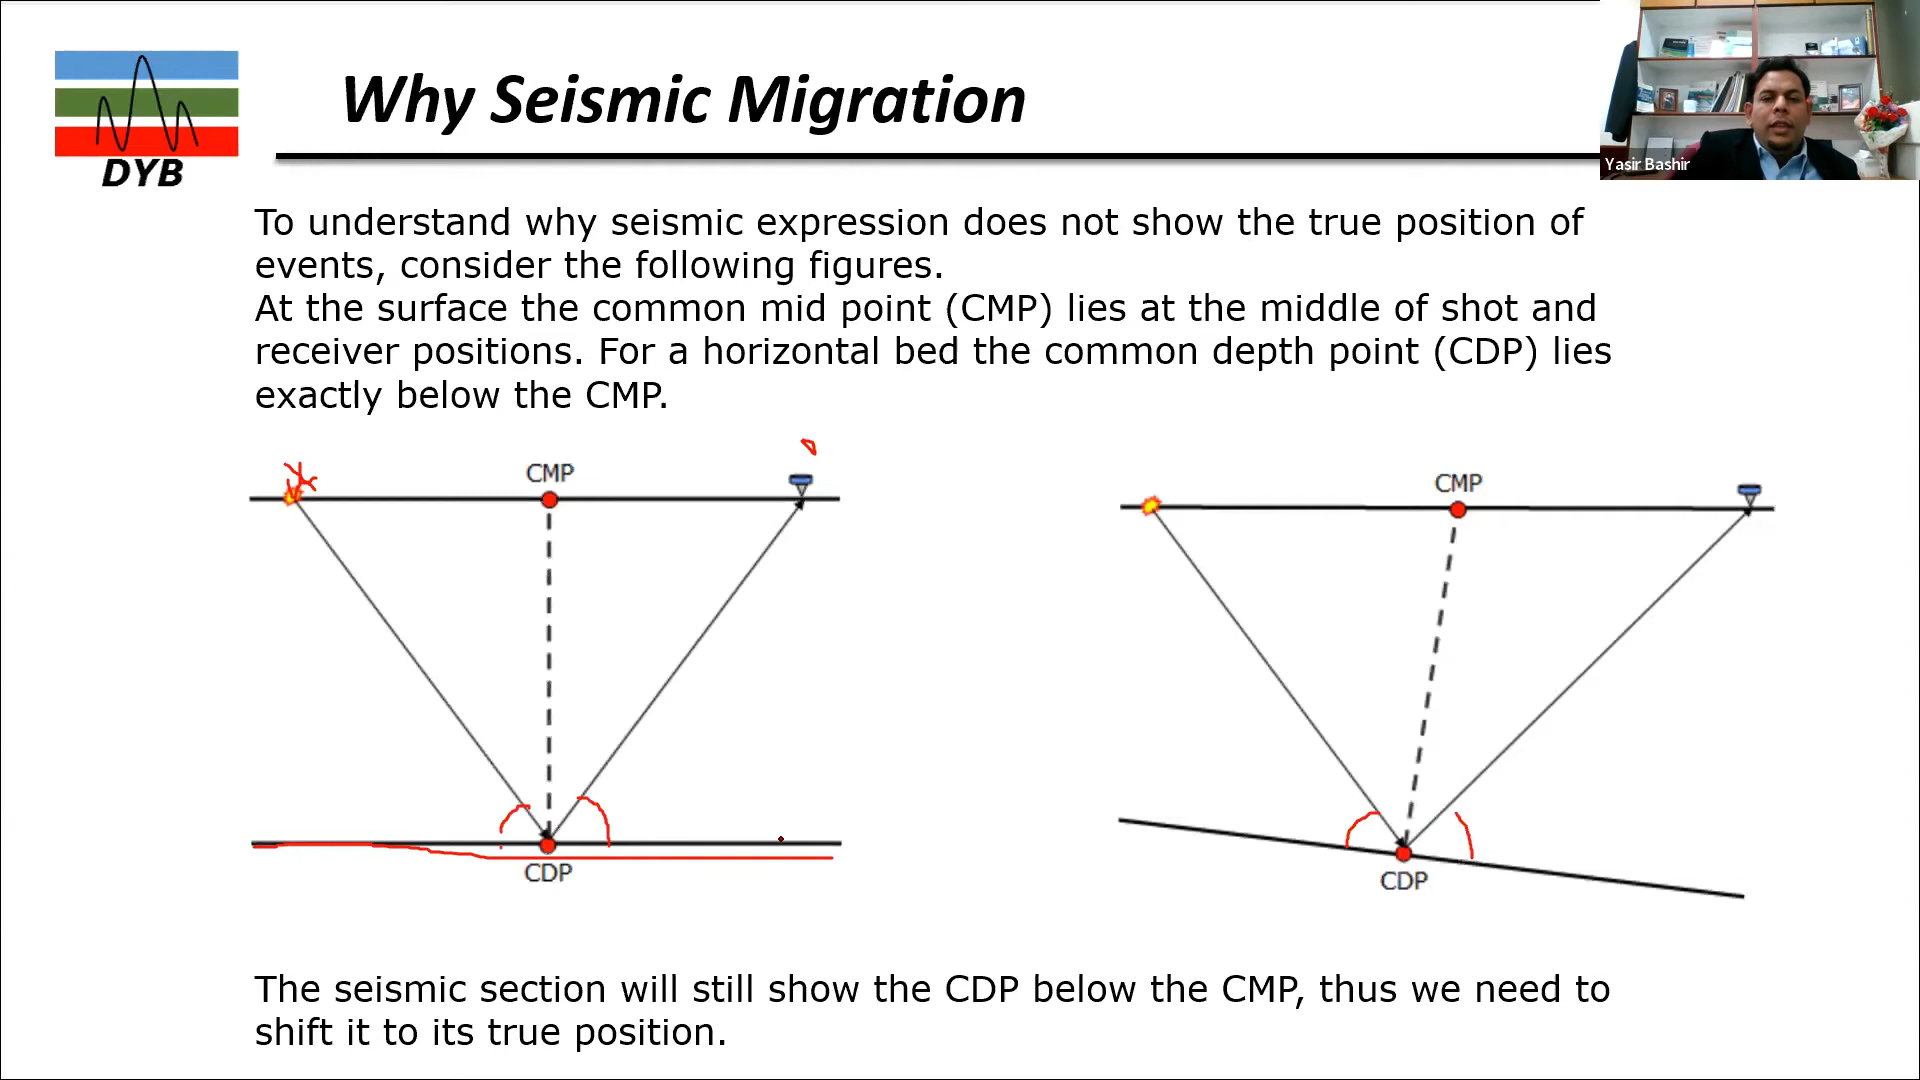 Why Seismic Migration
DYB
Yasir Bashir
To understand why seismic expression does not show the true position of
events, consider the following figures.
At the surface the common mid point (CMP) lies at the middle of shot and
receiver positions. For a horizontal bed the common depth point (CDP) lies
exactly below the CMP.
CMP
CDP
CMP
CDP
The seismic section will still show the CDP below the CMP, thus we need to
shift it to its true position.